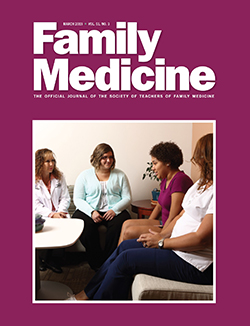 MARCH 2019 • VOL. 51, NO. 3
Family
Medicine
THE OFFICIAL JOURNAL OF THE SOCIETY OF TEACHERS OF FAMILY MEDICINE